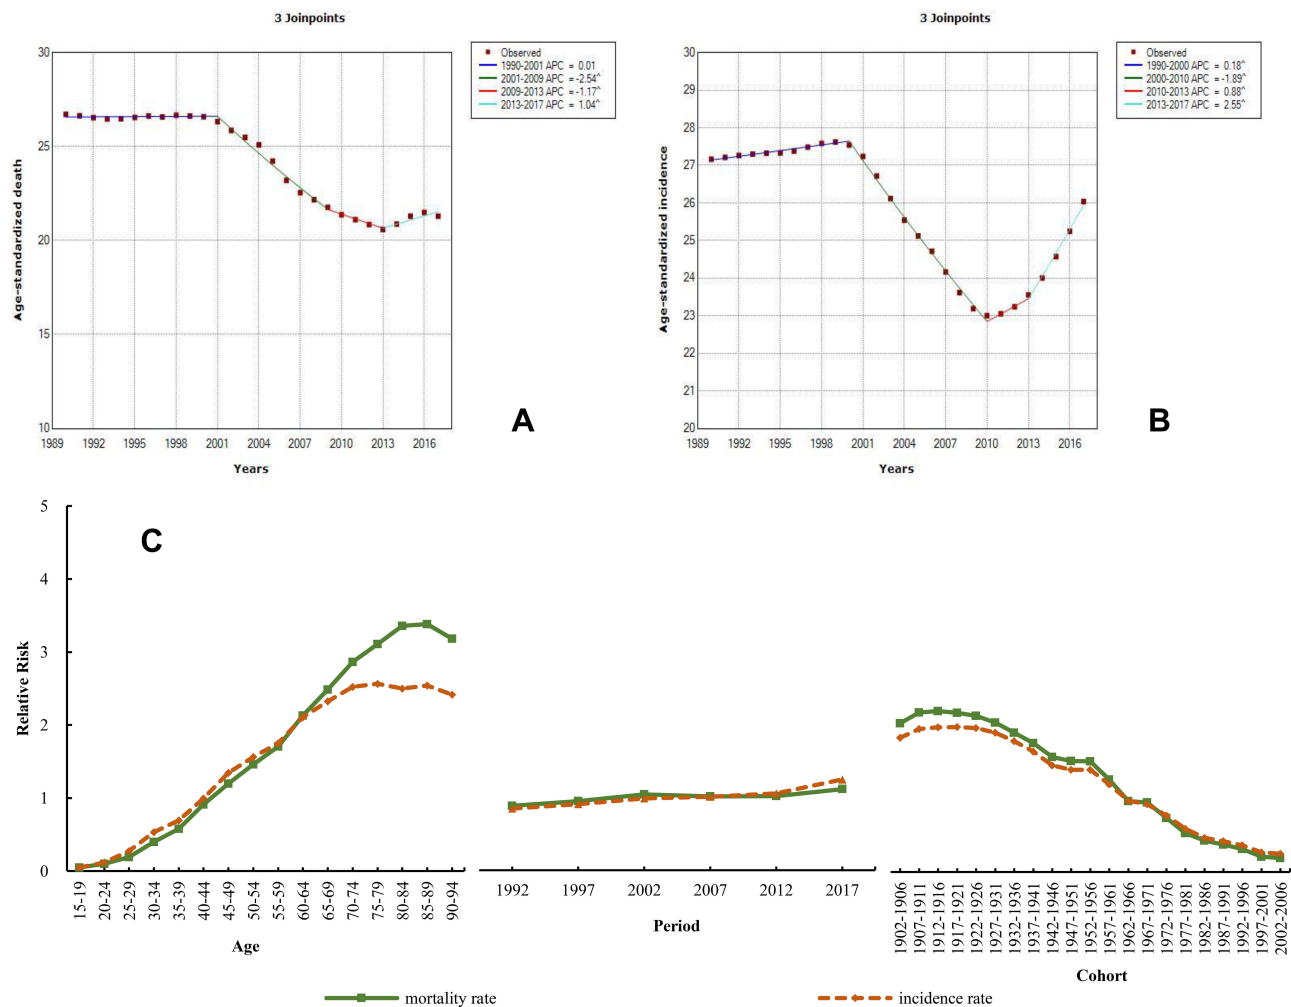 3 Joinpoints
Age-standardized death
30
25
20
15
10
1989 1992 1995 1998 2001 2004 2007 2010 2013 2016
Years
Observed
1990-2001 APC = 0.01
2001-2009 APC = -2.54^
2009-2013 APC = -1.17^
2013-2017 APC = 1.04^
A
3 Joinpoints
Age-standardized incidence
30
29
28
27
26
25
24
23
22
21
20
1989 1992 1995 1998 2001 2004 2007 2010 2013 2016
Years
Observed
1990-2000 APC = 0.18^
2000-2010 APC = -1.89^
2010-2013 APC = 0.88^
2013-2017 APC = 2.55^
B
C
Relative Risk
5
4
3
2
1
0
15-19 20-24 25-29 30-34 35-39 40-44 45-49 50-54 55-59 60-64 65-69 70-74 75-79 80-84 85-89 90-94
Age
1992 1997 2002 2007 2012 2017
Period
1902-1906 1907-1911 1912-1916 1917-1921 1922-1926 1927-1931 1932-1936 1937-1941 1942-1946 1947-1951 1952-1956 1957-1961 1962-1966 1967-1971 1972-1976 1977-1981 1982-1986 1987-1991 1992-1996 1997-2001 2002-2006
Cohort
mortality rate
incidence rate